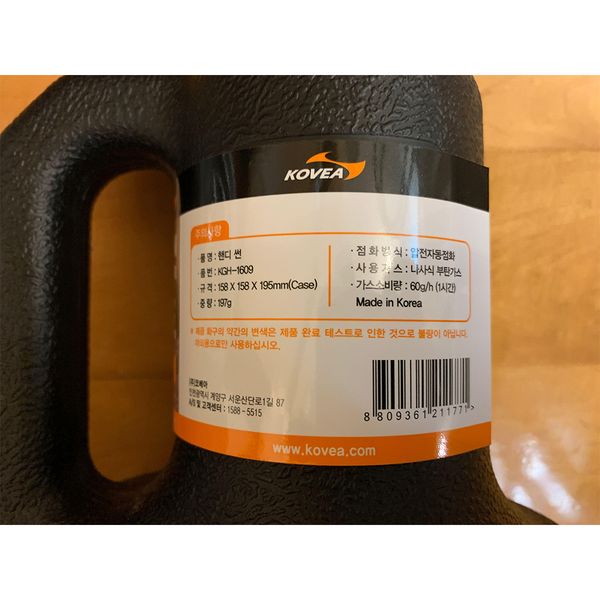 KOVEA
주의사항
· 품 명 : 핸디 썬
· 품 번 : KGH-1609
· 규 격 : 158 X 158 X 195mm(Case)
· 중 량 : 197g
· 점 화 방 식 : 압전자동점화
· 사 용 가 스 : 나사식 부탄가스
· 가스소비량 : 60g/h (1시간)
Made in Korea
※ 제품 화구의 약간의 변색은 제품 완료 테스트로 인한 것으로 불량이 아닙니다.
야외용으로만 사용하십시오.
(주)코베아
인천광역시 계양구 서운산단로1길 87
A/S 및 고객센터 : 1588 - 5515
8 809361 211771 >
www.kovea.com